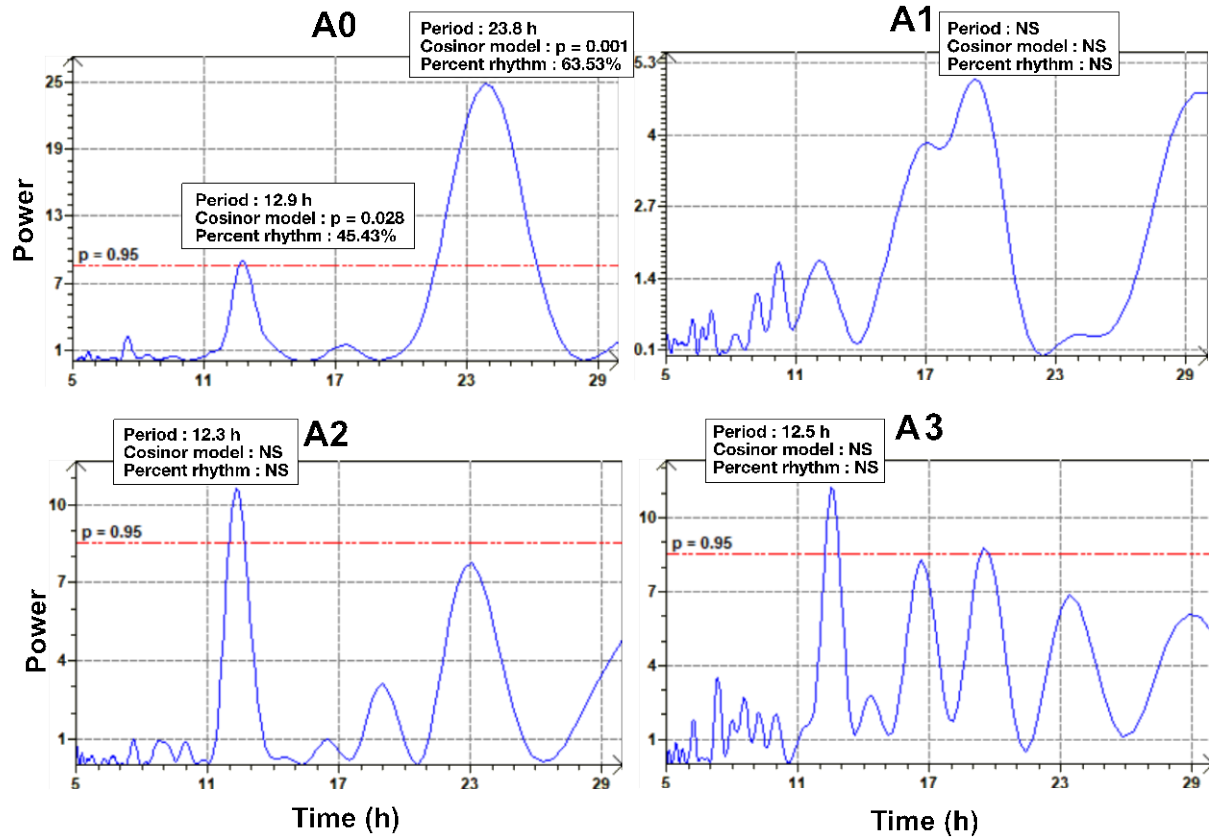 A0
Period : 23.8 h
Cosinor model : p = 0.001
Percent rhythm : 63.53%
Period : 12.9 h
Cosinor model : p = 0.028
Percent rhythm : 45.43%
p = 0.95
Power
25
19
13
7
1
5 11 17 23 29
A1
Period : NS
Cosinor model : NS
Percent rhythm : NS
5.3
4
2.7
1.4
0.1
5 11 17 23 29
A2
Period : 12.3 h
Cosinor model : NS
Percent rhythm : NS
p = 0.95
Power
10
7
4
1
5 11 17 23 29
Time (h)
A3
Period : 12.5 h
Cosinor model : NS
Percent rhythm : NS
p = 0.95
10
7
4
1
5 11 17 23 29
Time (h)